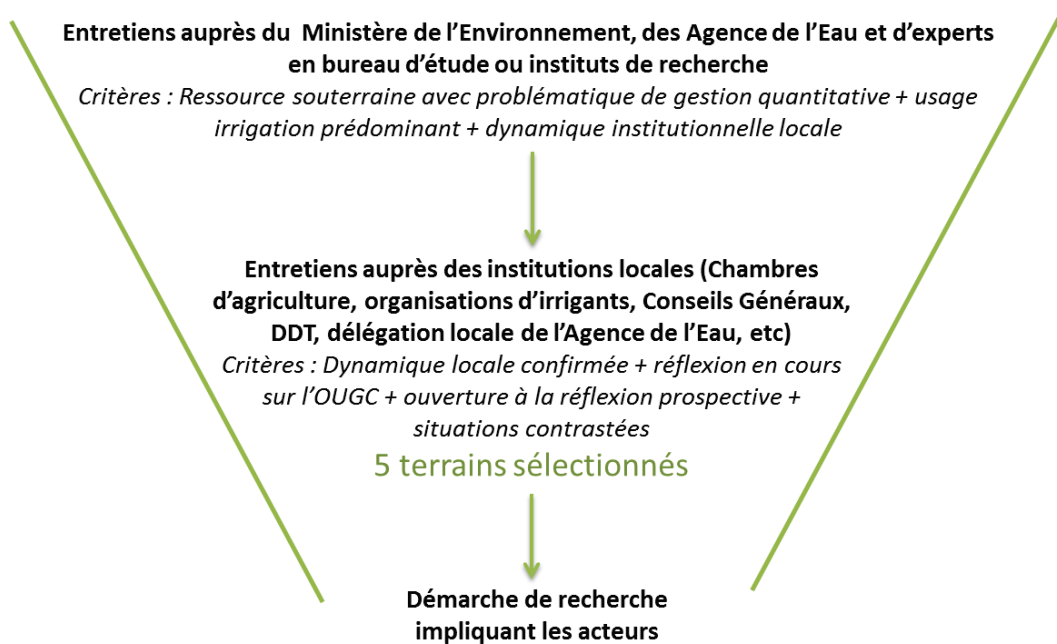 Entretiens auprès du Ministère de l’Environnement, des Agence de l’Eau et d’experts
en bureau d’étude ou instituts de recherche
Critères : Ressource souterraine avec problématique de gestion quantitative + usage
irrigation prédominant + dynamique institutionnelle locale
Entretiens auprès des institutions locales (Chambres
d’agriculture, organisations d’irrigants, Conseils Généraux,
DDT, délégation locale de l’Agence de l’Eau, etc)
Critères : Dynamique locale confirmée + réflexion en cours
sur l’OUGC + ouverture à la réflexion prospective +
situations contrastées
5 terrains sélectionnés
Démarche de recherche
impliquant les acteurs